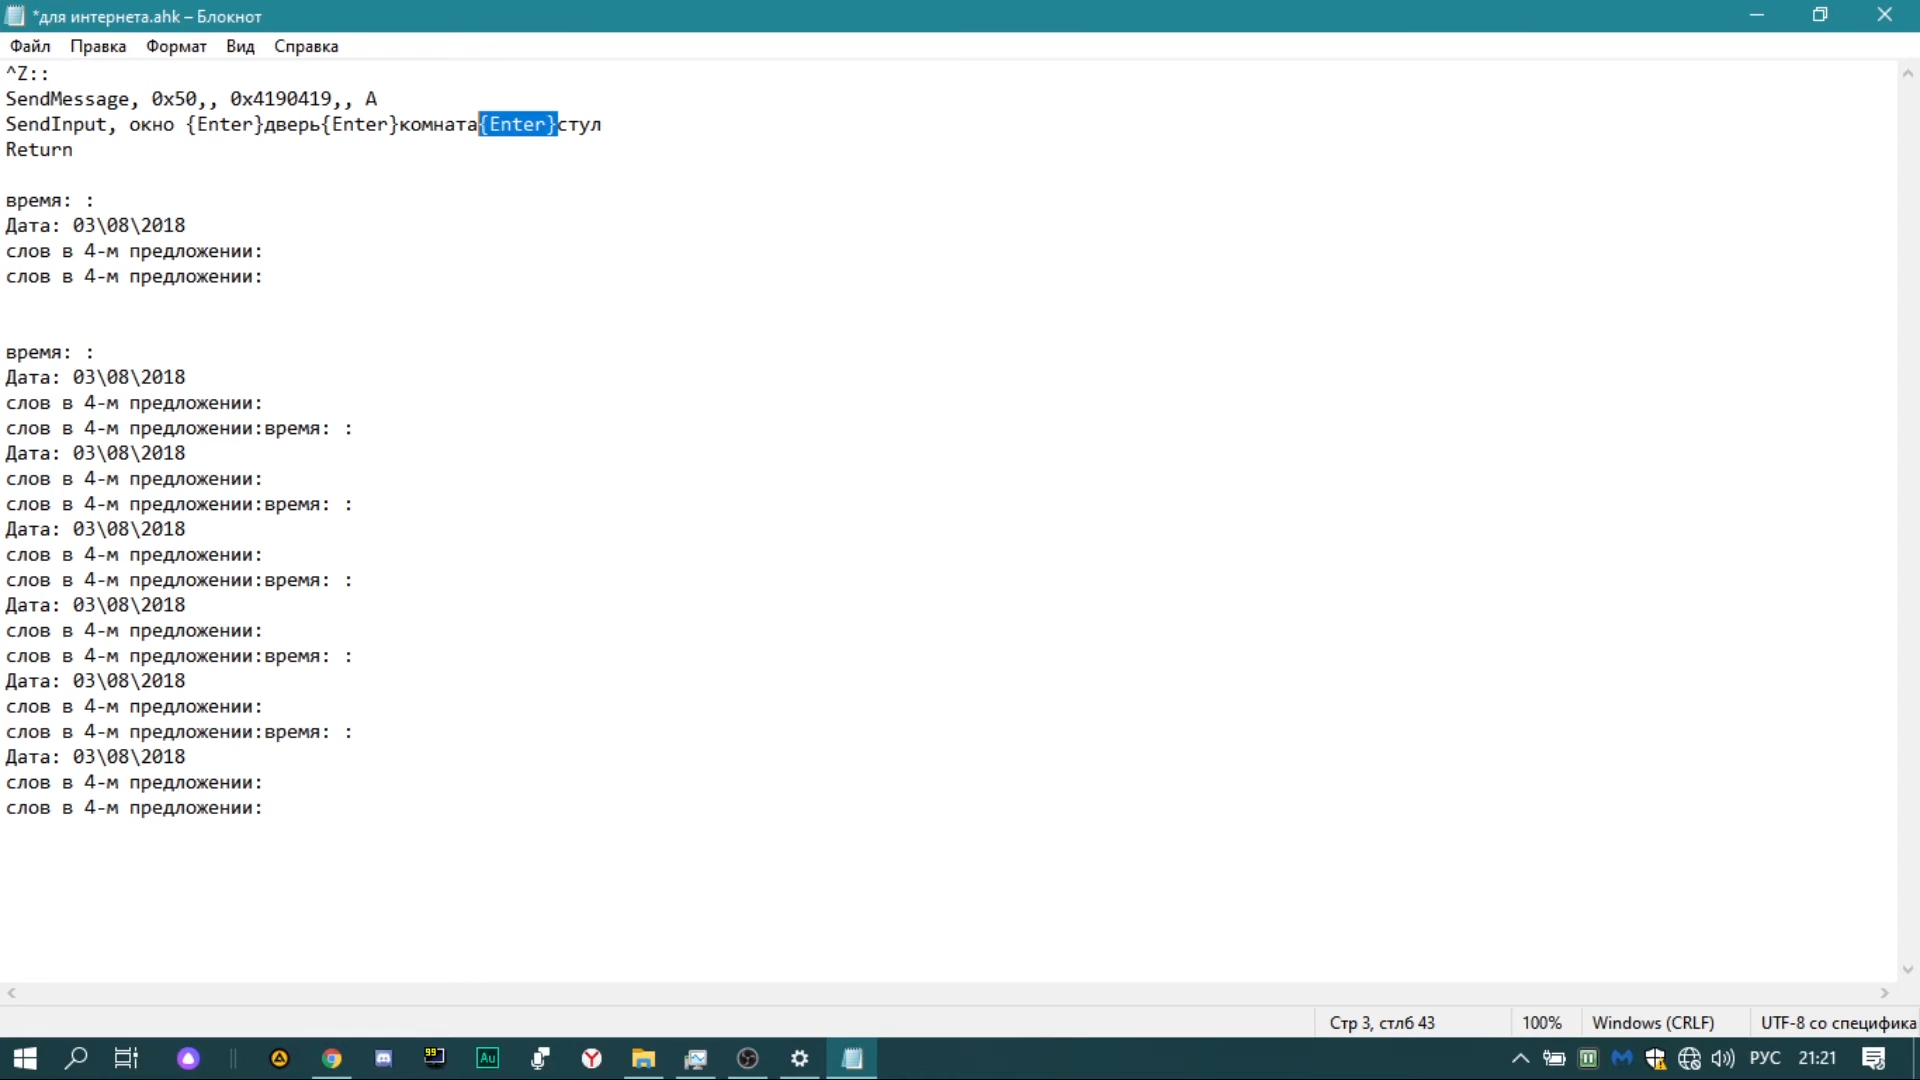 *для интернета.ahk – Блокнот
Файл Правка Формат Вид Справка
^Z::
SendMessage, 0x50,, 0x4190419,, A
SendInput, окно {Enter}дверь{Enter}комната{Enter}стул
Return
время: :
Дата: 03\08\2018
слов в 4-м предложении:
слов в 4-м предложении:
время: :
Дата: 03\08\2018
слов в 4-м предложении:
слов в 4-м предложении:время: :
Дата: 03\08\2018
слов в 4-м предложении:
слов в 4-м предложении:время: :
Дата: 03\08\2018
слов в 4-м предложении:
слов в 4-м предложении:время: :
Дата: 03\08\2018
слов в 4-м предложении:
слов в 4-м предложении:время: :
Дата: 03\08\2018
слов в 4-м предложении:
слов в 4-м предложении:время: :
Дата: 03\08\2018
слов в 4-м предложении:
слов в 4-м предложении:
Стр 3, стлб 43 100% Windows (CRLF) UTF-8 со специфика
99 Au РУС 21:21